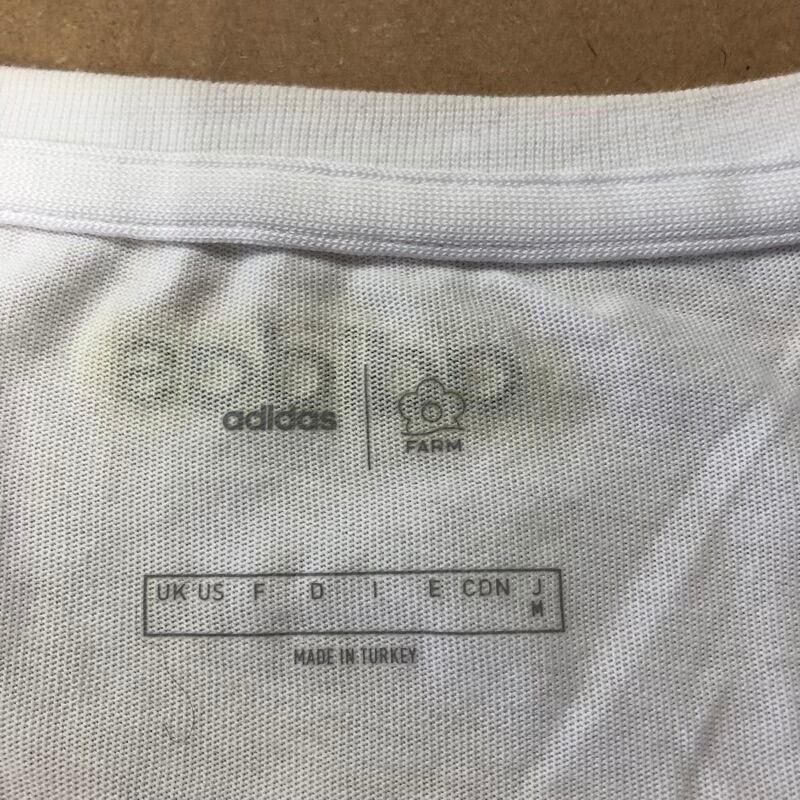 adidas
FARM
UK US F D I E CDN J
M
MADE IN TURKEY